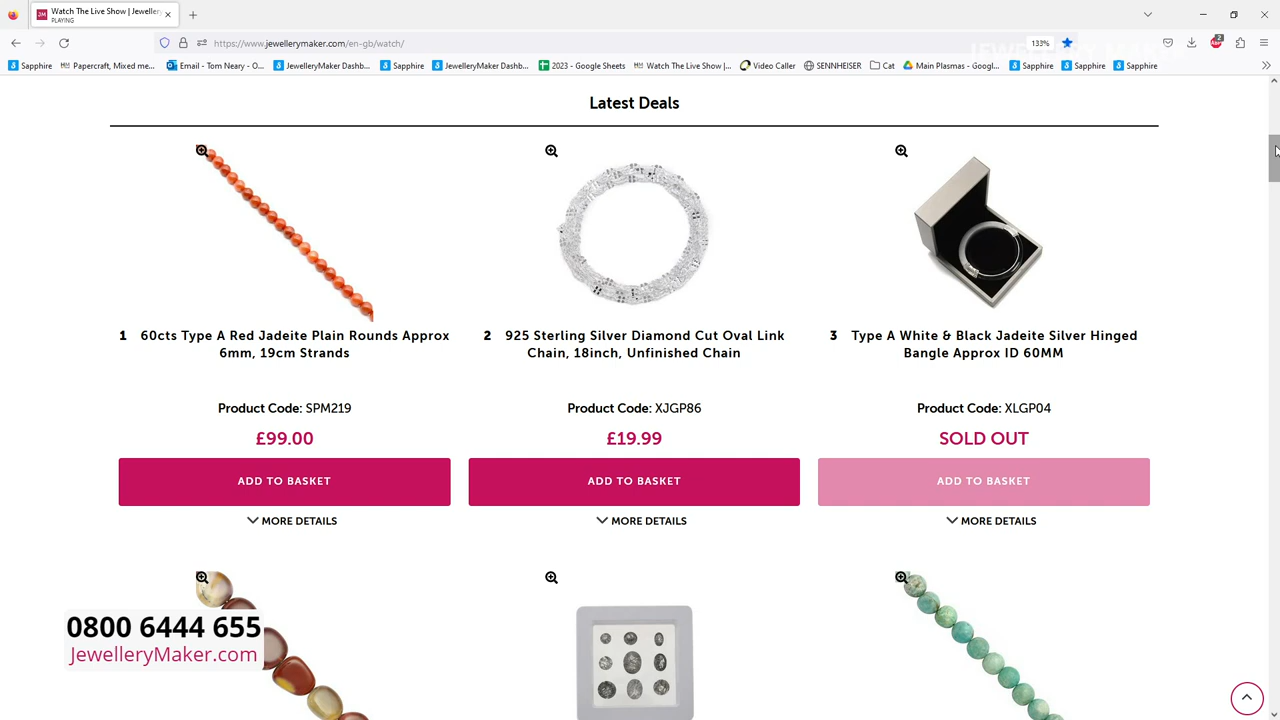 Watch The Live Show | Jeweller
PLAYING
https://www.jewellerymaker.com/en-gb/watch/
133%
2
Sapphire
Papercraft, Mixed me...
Email - Tom Neary - O...
JewelleryMaker Dashb...
Sapphire
JewelleryMaker Dashb...
2023 - Google Sheets
Watch The Live Show |...
Video Caller
SENNHEISER
Cat
Main Plasmas - Googl...
Sapphire
Sapphire
Sapphire
Latest Deals
1 60cts Type A Red Jadeite Plain Rounds Approx
6mm, 19cm Strands
Product Code: SPM219
£99.00
ADD TO BASKET
MORE DETAILS
2 925 Sterling Silver Diamond Cut Oval Link
Chain, 18inch, Unfinished Chain
Product Code: XJGP86
£19.99
ADD TO BASKET
MORE DETAILS
3 Type A White & Black Jadeite Silver Hinged
Bangle Approx ID 60MM
Product Code: XLGP04
SOLD OUT
ADD TO BASKET
MORE DETAILS
0800 6444 655
JewelleryMaker.com